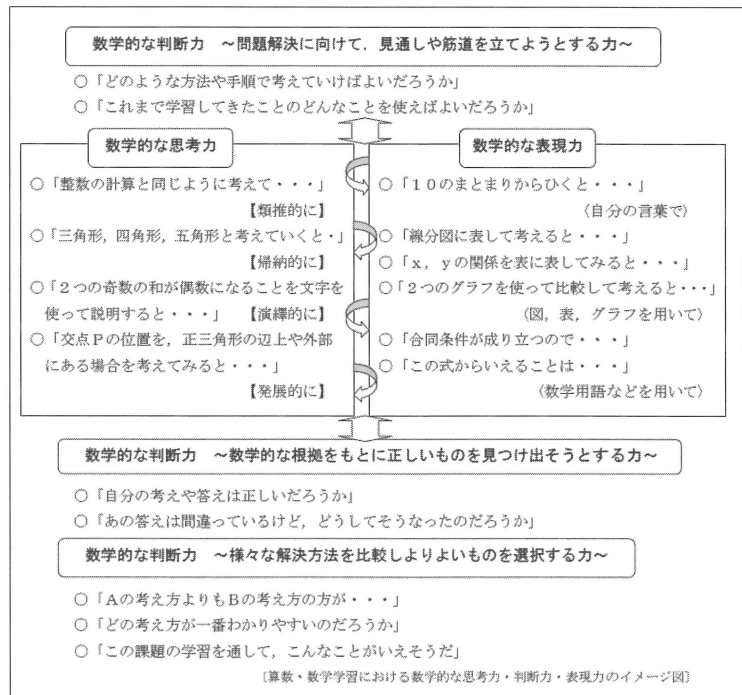 数学的な判断力 ～問題解決に向けて，見通しや筋道を立てようとする力～
○「どのような方法や手順で考えていけばよいだろうか」
○「これまで学習してきたことのどんなことを使えばよいだろうか」
数学的な思考力
○「整数の計算と同じように考えて・・・」
【類推的に】
○「三角形，四角形，五角形と考えていくと・」
【帰納的に】
○「２つの奇数の和が偶数になることを文字を
使って説明すると・・・」【演繹的に】
○「交点Ｐの位置を，正三角形の辺上や外部
にある場合を考えてみると・・・」
【発展的に】
数学的な表現力
○「１０のまとまりからひくと・・・」
〈自分の言葉で〉
○「線分図に表して考えると・・・」
○「ｘ，ｙの関係を表に表してみると・・・」
○「２つのグラフを使って比較して考えると・・・」
〈図，表，グラフを用いて〉
○「合同条件が成り立つので・・・」
○「この式からいえることは・・・」
〈数学用語などを用いて〉
数学的な判断力 ～数学的な根拠をもとに正しいものを見つけ出そうとする力～
○「自分の考えや答えは正しいだろうか」
○「あの答えは間違っているけど，どうしてそうなったのだろうか」
数学的な判断力 ～様々な解決方法を比較しよりよいものを選択する力～
○「Ａの考え方よりもＢの考え方の方が・・・」
○「どの考え方が一番わかりやすいのだろうか」
○「この課題の学習を通して，こんなことがいえそうだ」
〔算数・数学学習における数学的な思考力・判断力・表現力のイメージ図〕